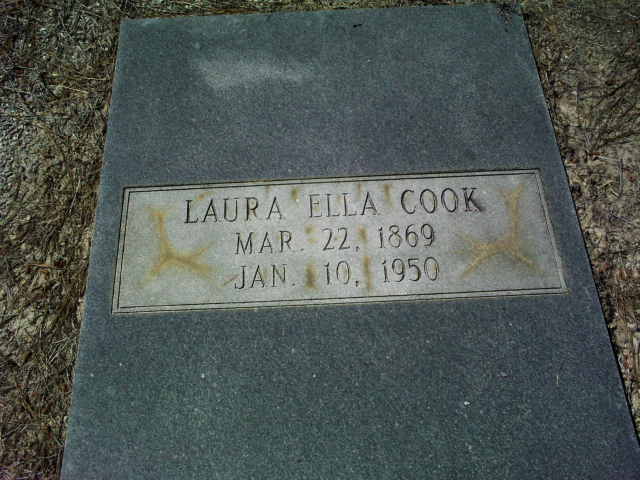 LAURA ELLA COOK
MAR. 22, 1869
JAN. 10, 1950